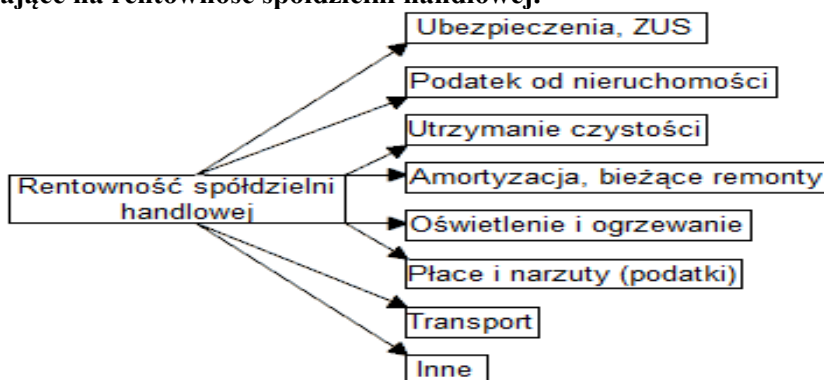 ające na rentowność spółdzielni handlowej.
Ubezpieczenia, ZUS
Podatek od nieruchomości
Utrzymanie czystości
Amortyzacja, bieżące remonty
Rentowność spółdzielni
handlowej
Oświetlenie i ogrzewanie
Płace i narzuty (podatki)
Transport
Inne